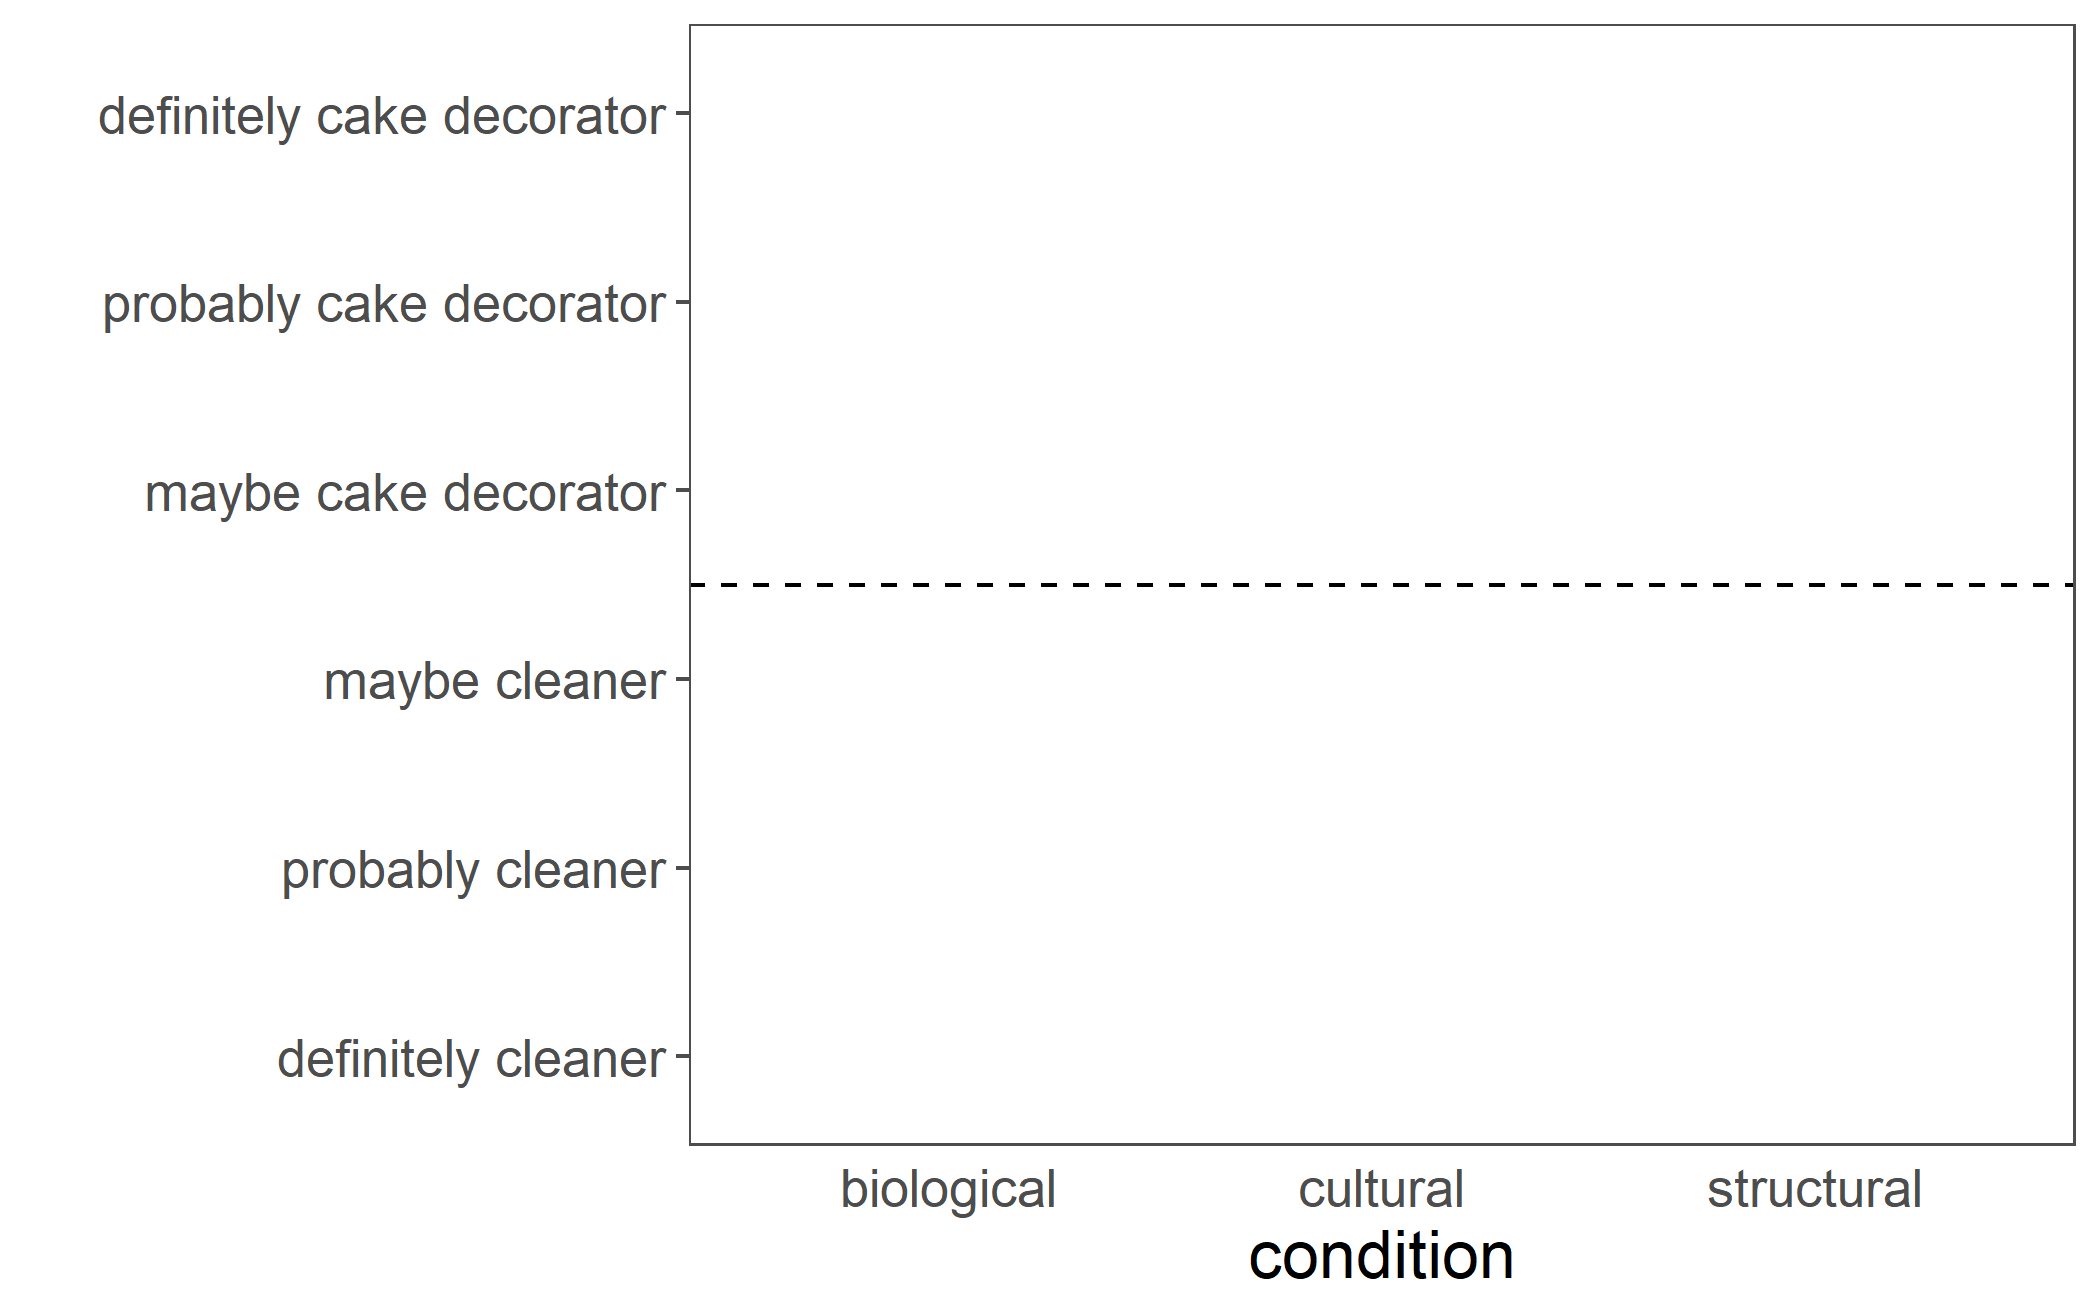 definitely cake decorator
probably cake decorator
maybe cake decorator
maybe cleaner
probably cleaner
definitely cleaner
biological cultural structural
condition